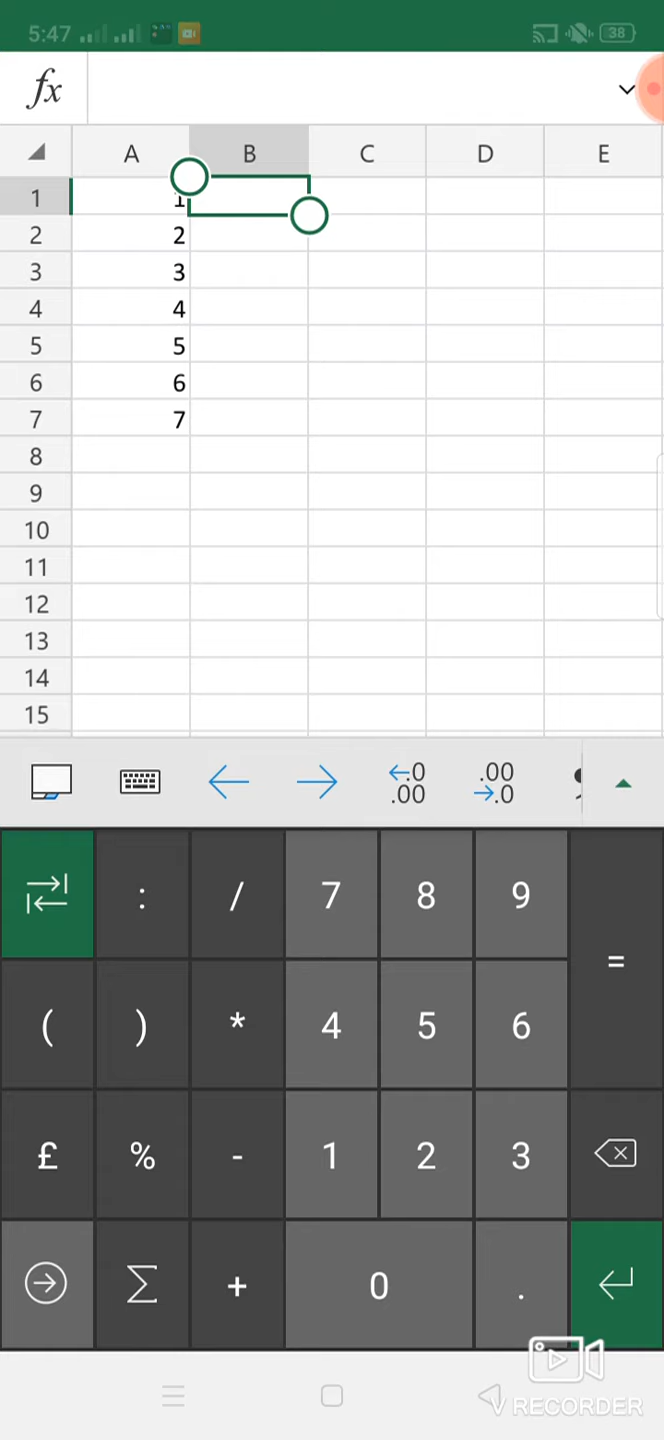 5:47 38
fx
A B C D E
1 1
2 2
3 3
4 4
5 5
6 6
7 7
8
9
10
11
12
13
14
15
←.0 .00
.00 →.0
: / 7 8 9
=
( ) * 4 5 6
£ % - 1 2 3
Σ + 0 .
V RECORDER